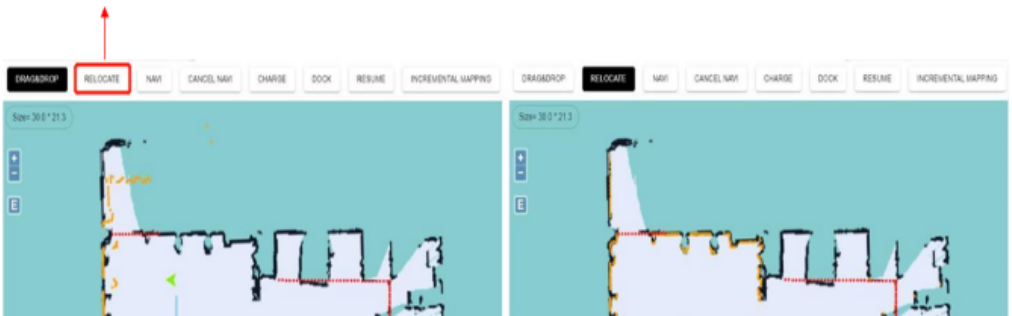 DRAG&DROP RELOCATE NAVI CANCEL NAVI CHARGE DOCK RESUME INCREMENTAL MAPPING
Size= 30.0 * 21.3
+
-
E
DRAG&DROP RELOCATE NAVI CANCEL NAVI CHARGE DOCK RESUME INCREMENTAL MAPPING
Size= 30.0 * 21.3
+
-
E